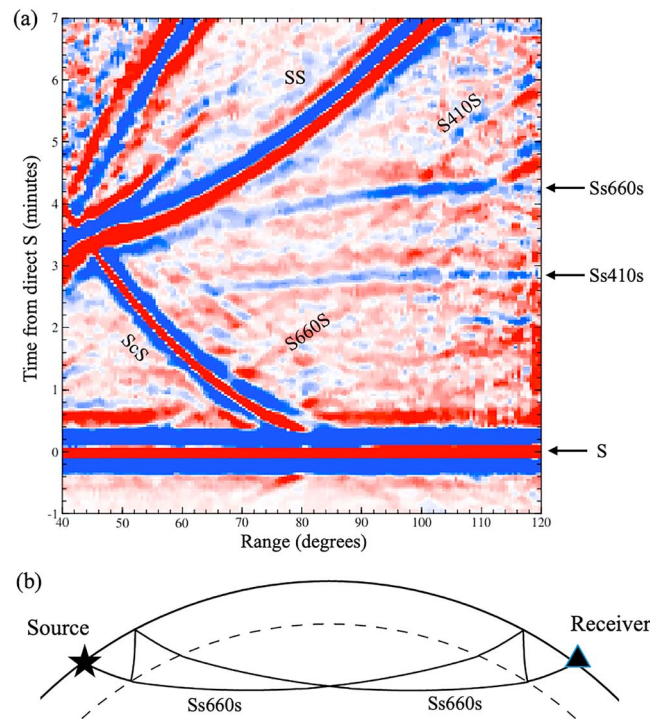 (a)
7
6
5
4
3
2
1
0
-1
Time from direct S (minutes)
SS
S410S
Ss660s
Ss410s
S660S
ScS
S
40 50 60 70 80 90 100 110 120
Range (degrees)
(b)
Source
Receiver
Ss660s Ss660s